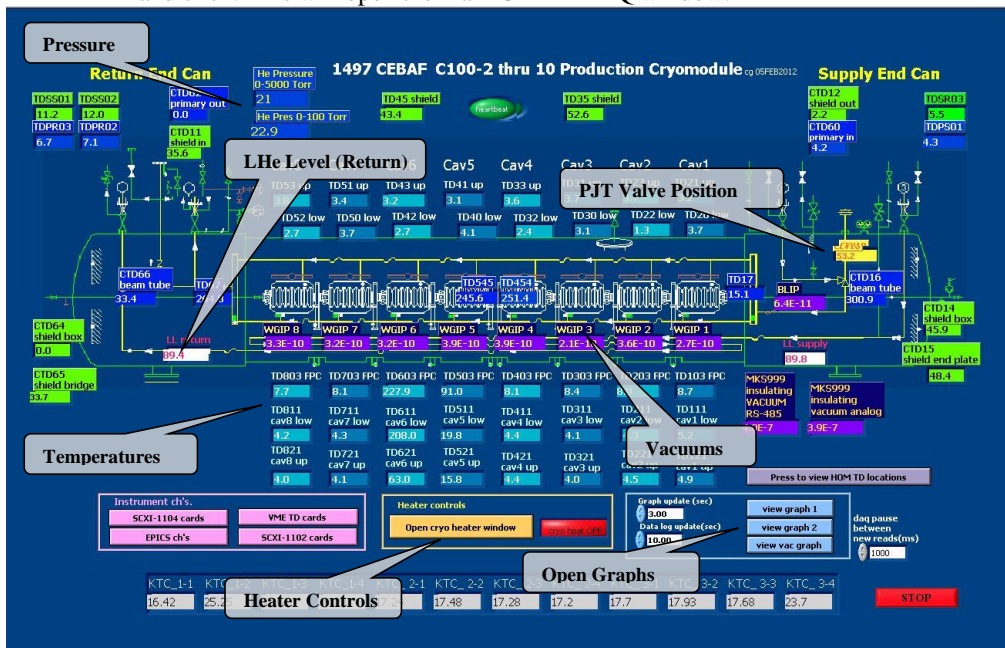 Pressure
1497 CEBAF C100-2 thru 10 Production Cryomodule cg 05FEB2012
Return End Can
Supply End Can
He Pressure
0-5000 Torr
21
He Pres 0-100 Torr
22.9
TDSS01
11.2
TDSS02
12.0
TDPR03
6.7
TDPR02
7.1
primary out
0.0
CTD11
shield in
35.6
TD45 shield
43.4
heartbeat
TD35 shield
52.6
CTD12
shield out
2.2
CTD60
primary in
4.2
TDSR03
5.5
TDPS01
4.3
LHe Level (Return)
PJT Valve Position
Cav5
Cav4
Cav3
Cav2
Cav1
TD53 up
TD51 up
3.4
TD43 up
3.2
TD41 up
3.1
TD33 up
3.6
TD52 low
2.7
TD50 low
3.7
TD42 low
2.7
TD40 low
4.1
TD32 low
2.4
TD30 low
3.1
TD22 low
1.3
3.7
53.2
CTD66
beam tube
33.4
TD545
245.6
TD454
251.4
TD17
15.1
BLIP
6.4E-11
CTD16
beam tube
300.9
CTD64
shield box
0.0
CTD14
shield box
45.9
LL return
89.4
WGIP 8
3.3E-10
WGIP 7
3.2E-10
WGIP 6
3.2E-10
WGIP 5
3.9E-10
WGIP 4
3.9E-10
WGIP 3
2.1E-10
WGIP 2
3.6E-10
WGIP 1
2.7E-10
LL supply
89.8
CTD15
shield end plate
48.4
CTD65
shield bridge
33.7
TD803 FPC
7.7
TD703 FPC
8.1
TD603 FPC
227.9
TD503 FPC
91.0
TD403 FPC
8.1
TD303 FPC
8.4
TD203 FPC
TD103 FPC
8.7
MKS999
insulating
VACUUM
RS-485
MKS999
insulating
vacuum analog
3.9E-7
TD811
cav8 low
4.2
TD711
cav7 low
4.3
TD611
cav6 low
208.0
TD511
cav5 low
19.8
TD411
cav4 low
4.4
TD311
cav3 low
4.1
TD111
cav1 low
Temperatures
Vacuums
TD821
cav8 up
4.0
TD721
cav7 up
4.1
TD621
cav6 up
63.0
TD521
cav5 up
15.8
TD421
cav4 up
4.4
TD321
cav3 up
4.0
4.5
4.9
Press to view HOM TD locations
Instrument ch's.
SCXI-1104 cards
VME TD cards
EPICS ch's
SCXI-1102 cards
Heater controls
Open cryo heater window
cryo heat OFF
Graph update (sec)
3.00
Data log update(sec)
10.00
view graph 1
view graph 2
view vac graph
daq pause
between
new reads(ms)
1000
Heater Controls
Open Graphs
KTC_1-1
16.42
KTC_1-2
KTC_1-3
KTC_1-4
2-1
KTC_ 2-2
17.48
KTC_ 2-3
17.28
17.2
17.7
3-2
17.93
KTC_ 3-3
17.68
KTC_ 3-4
23.7
STOP